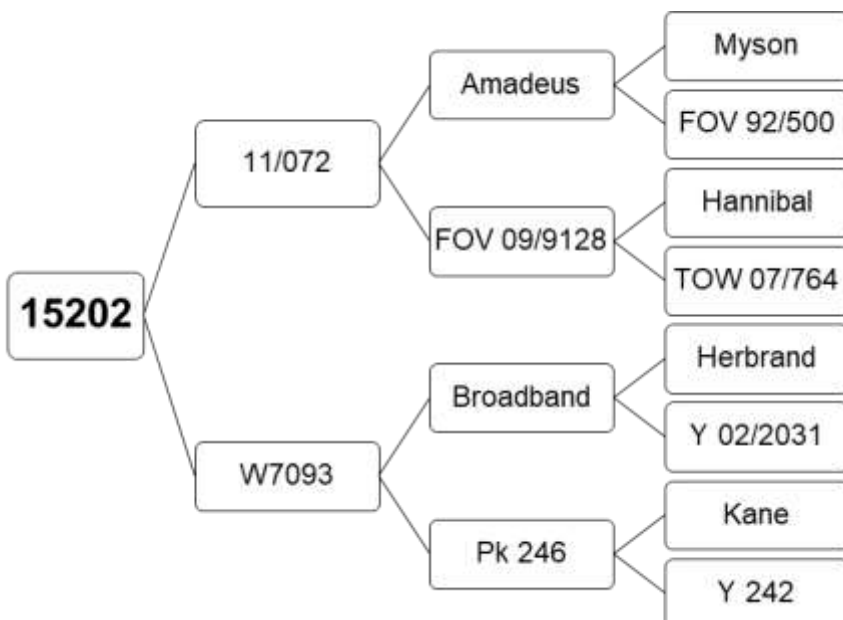 Myson
Amadeus
FOV 92/500
11/072
Hannibal
FOV 09/9128
TOW 07/764
15202
Herbrand
Broadband
Y 02/2031
W7093
Kane
Pk 246
Y 242